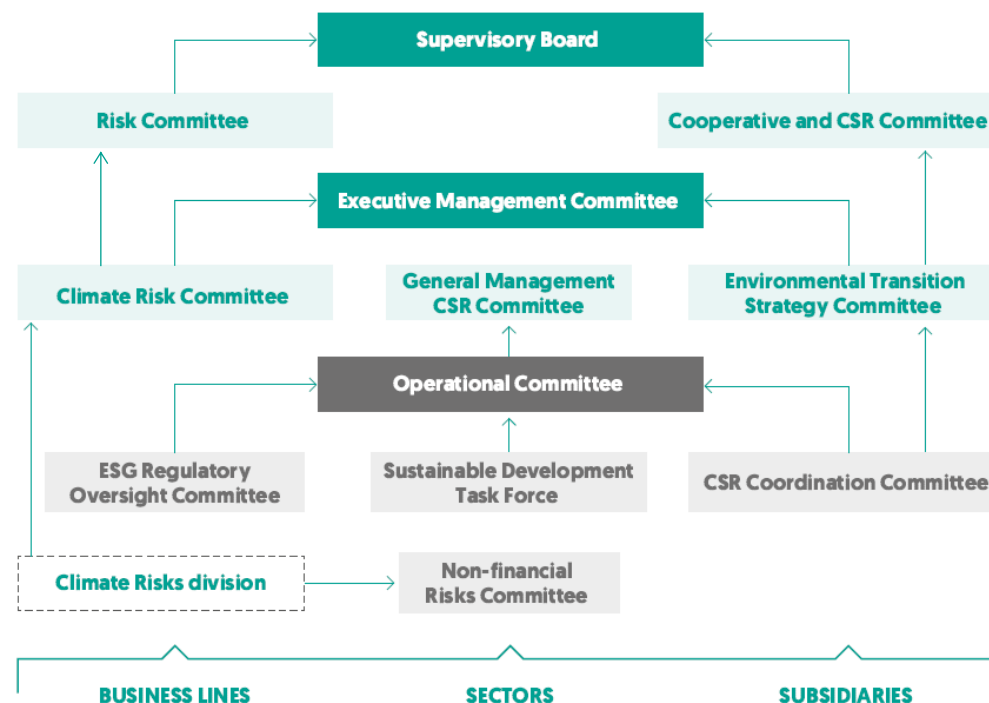 Supervisory Board
Risk Committee
Cooperative and CSR Committee
Executive Management Committee
Climate Risk Committee
General Management
CSR Committee
Environmental Transition
Strategy Committee
Operational Committee
ESG Regulatory
Oversight Committee
Sustainable Development
Task Force
CSR Coordination Committee
Climate Risks division
Non-financial
Risks Committee
BUSINESS LINES
SECTORS
SUBSIDIARIES